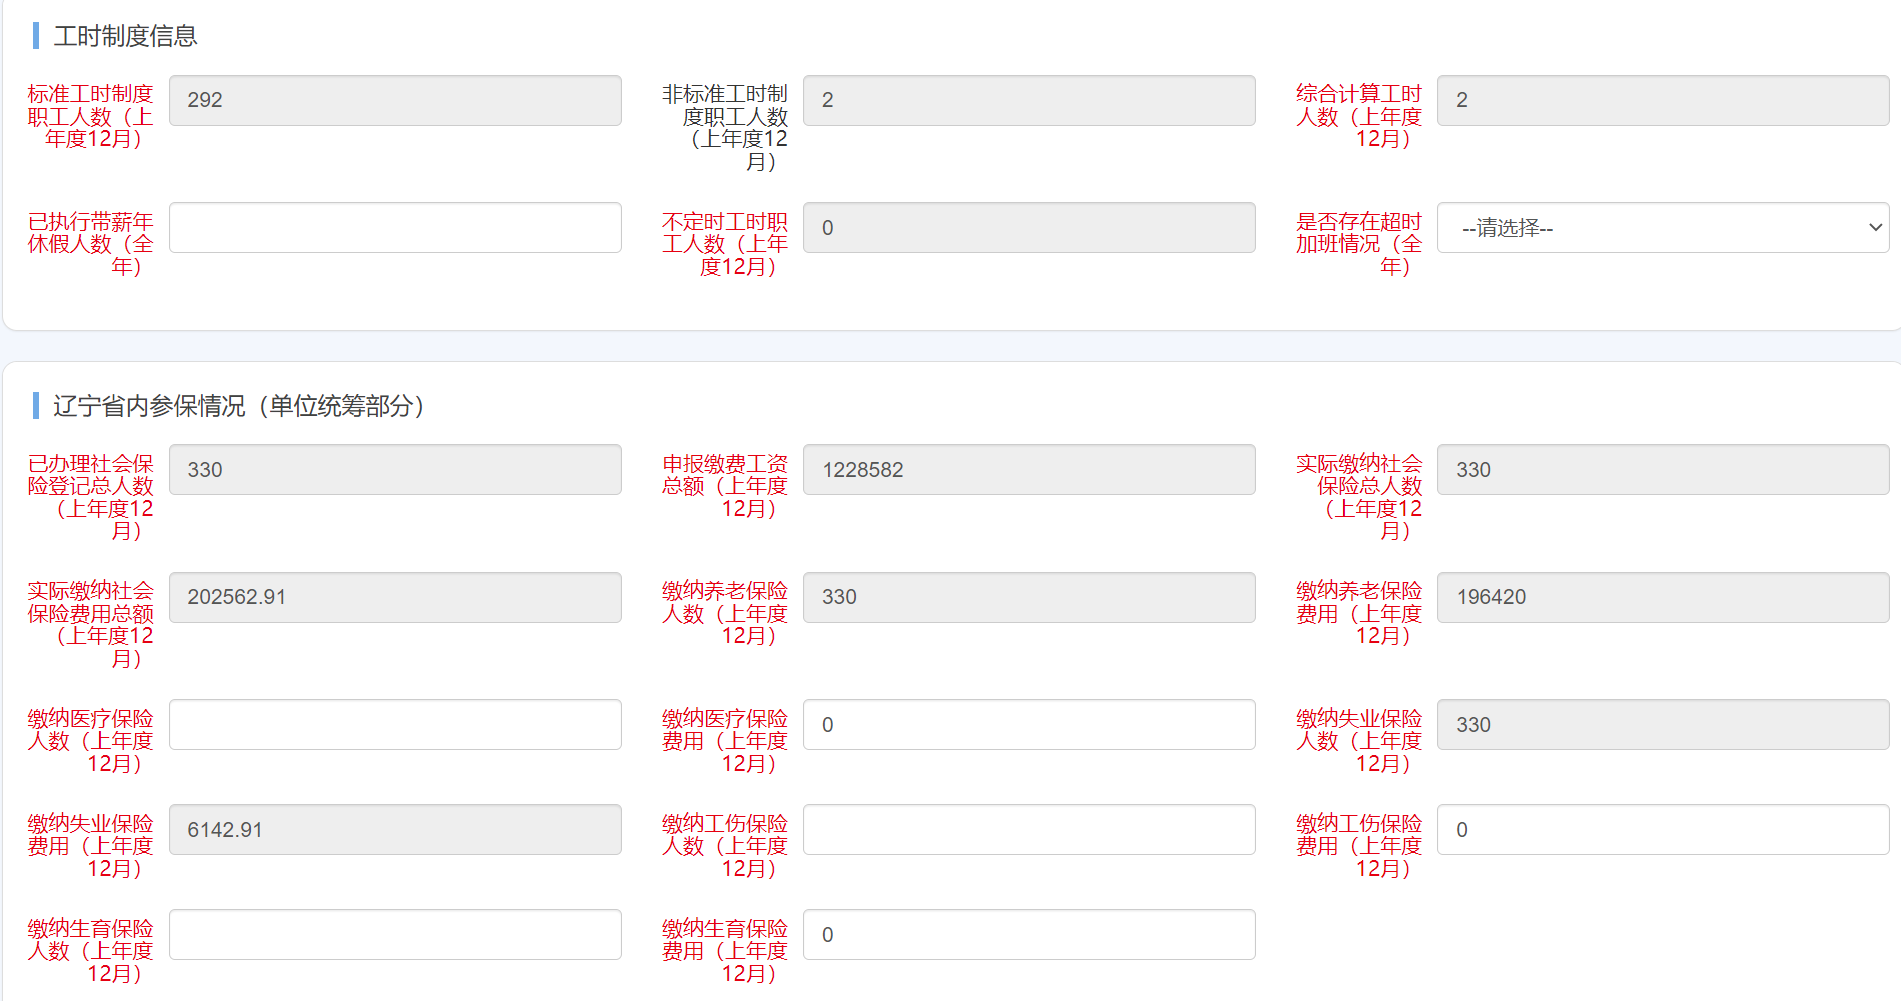 工时制度信息
标准工时制度
职工人数（上
年度12月）
292
非标准工时制
度职工人数
（上年度12
月）
2
综合计算工时
人数（上年度
12月）
2
已执行带薪年
休假人数（全
年）
不定时工时职
工人数（上年
度12月）
0
是否存在超时
加班情况（全
年）
--请选择--
辽宁省内参保情况（单位统筹部分）
已办理社会保
险登记总人数
（上年度12
月）
330
申报缴费工资
总额（上年度
12月）
1228582
实际缴纳社会
保险总人数
（上年度12
月）
330
实际缴纳社会
保险费用总额
（上年度12
月）
202562.91
缴纳养老保险
人数（上年度
12月）
330
缴纳养老保险
费用（上年度
12月）
196420
缴纳医疗保险
人数（上年度
12月）
缴纳医疗保险
费用（上年度
12月）
0
缴纳失业保险
人数（上年度
12月）
330
缴纳失业保险
费用（上年度
12月）
6142.91
缴纳工伤保险
人数（上年度
12月）
缴纳工伤保险
费用（上年度
12月）
0
缴纳生育保险
人数（上年度
12月）
缴纳生育保险
费用（上年度
12月）
0